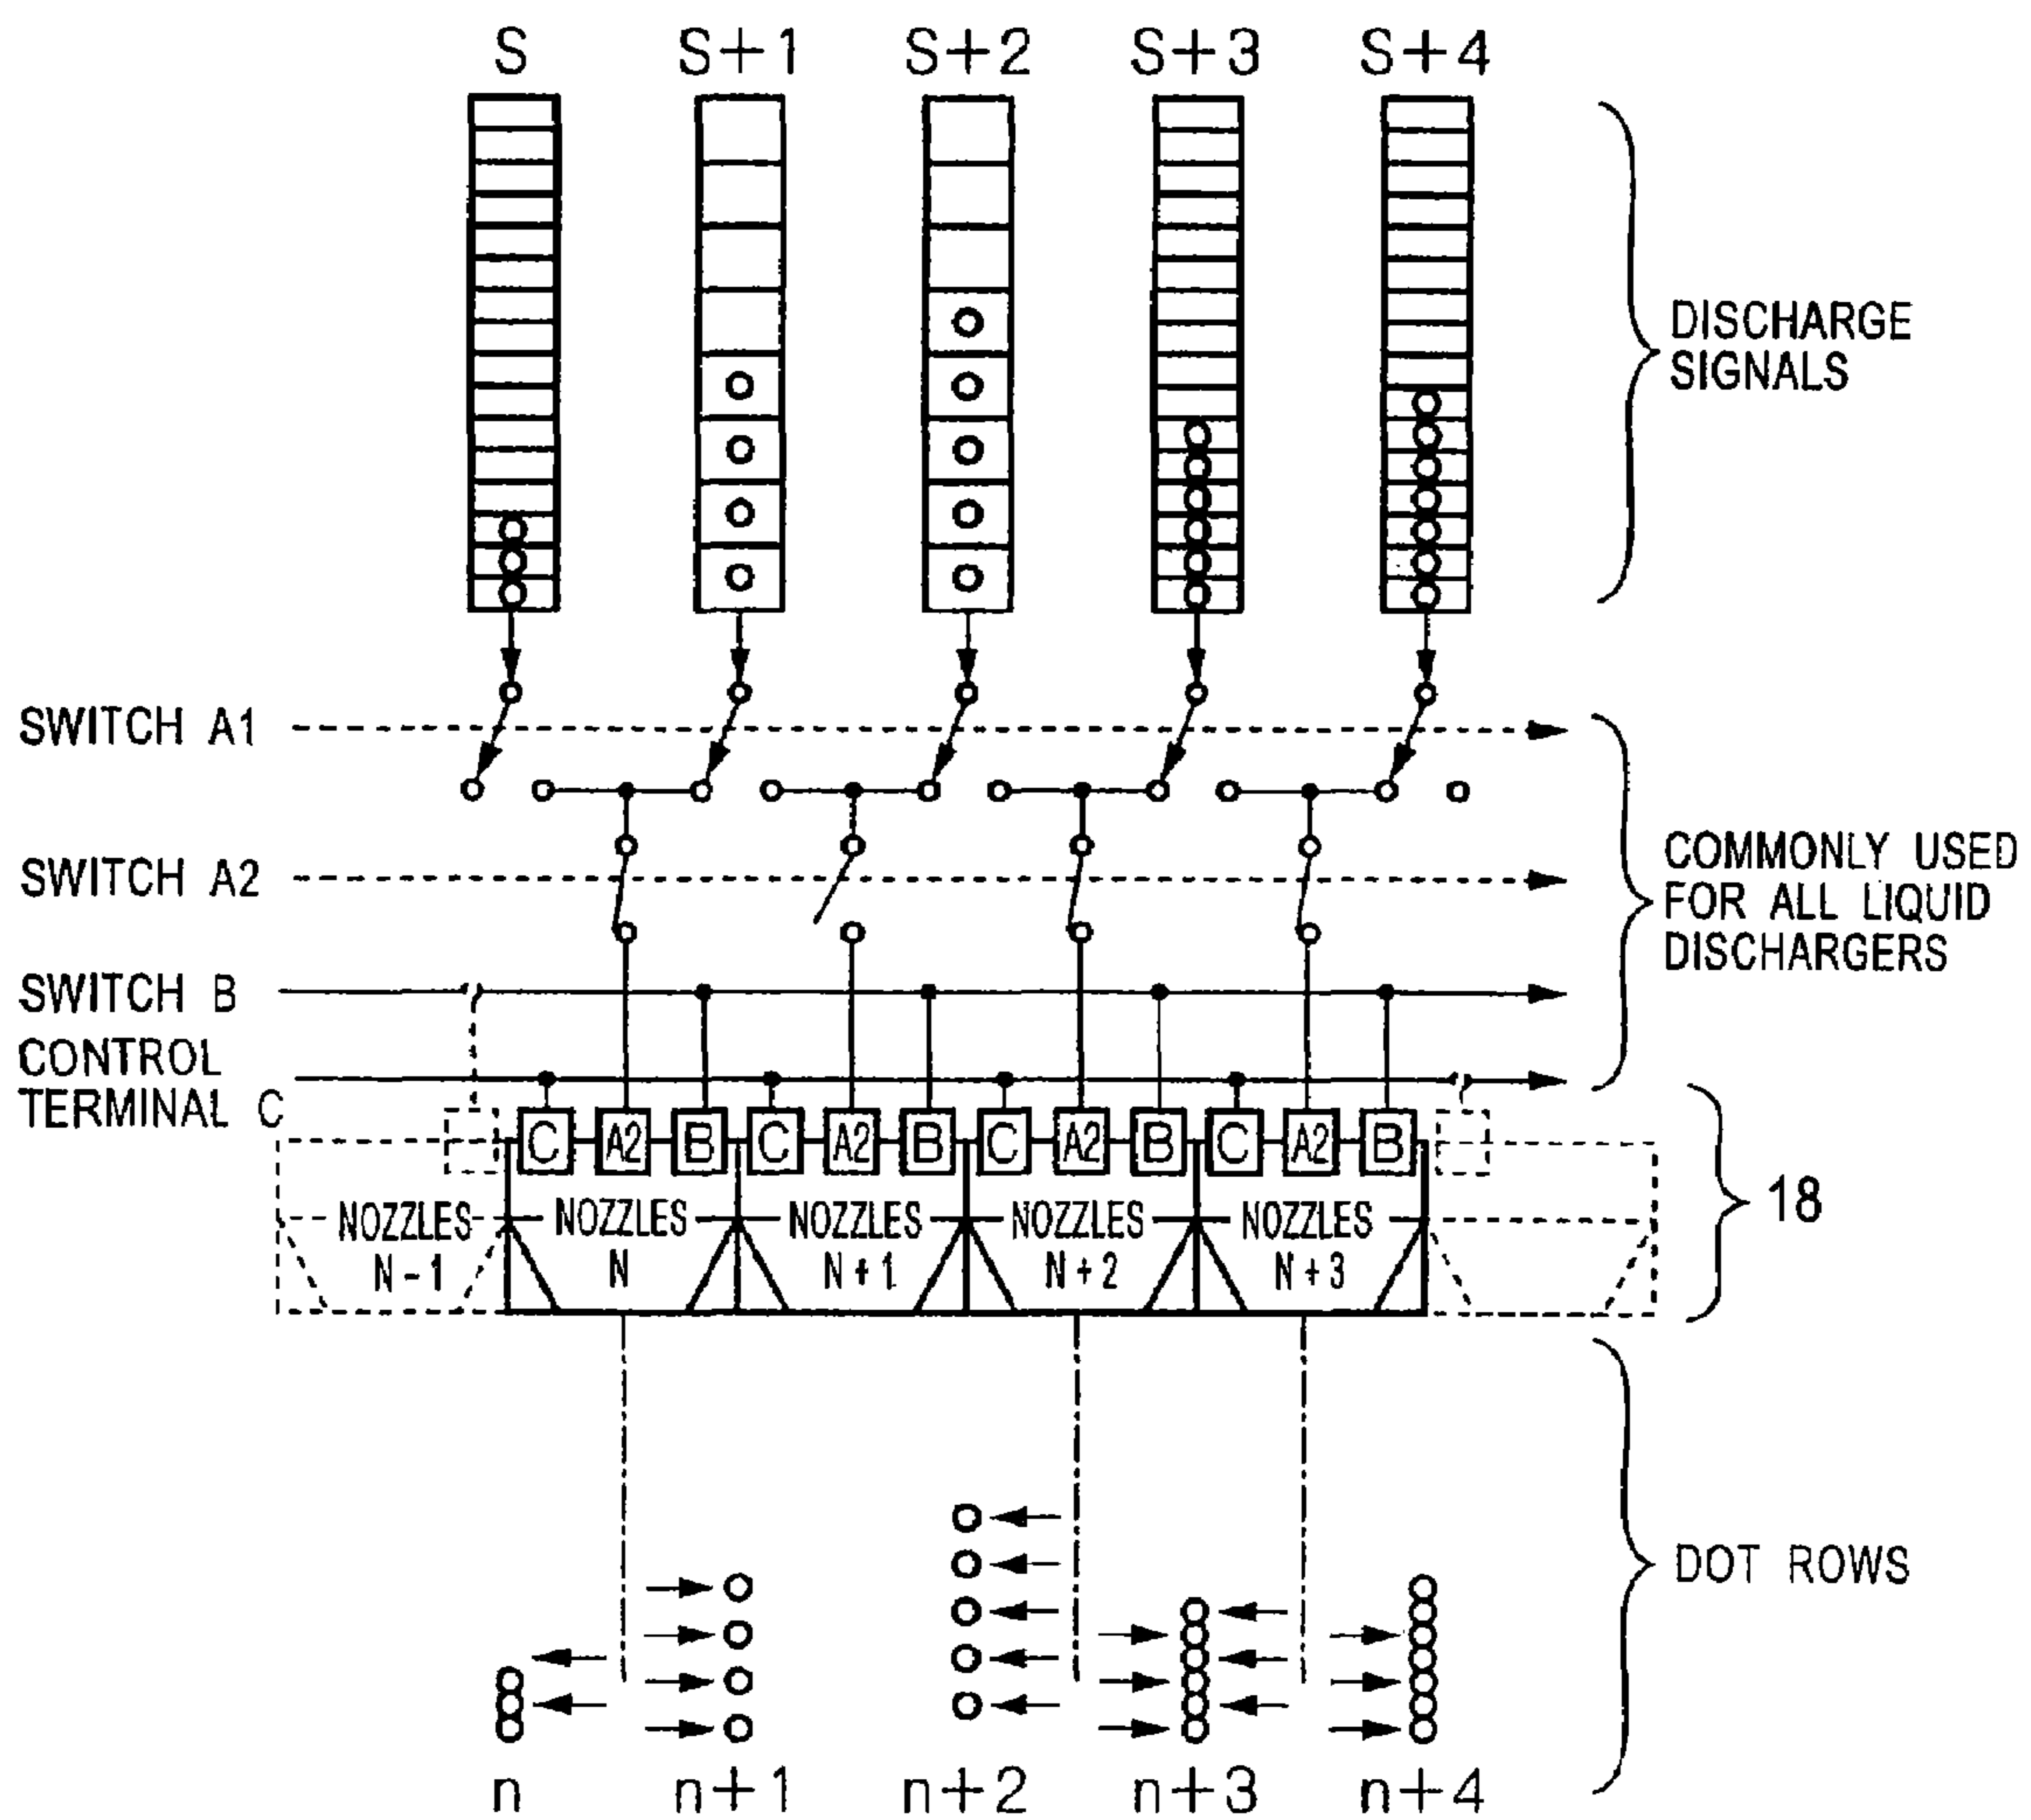 S S+1 S+2 S+3 S+4
DISCHARGE
SIGNALS
SWITCH A1
SWITCH A2
COMMONLY USED
FOR ALL LIQUID
DISCHARGERS
SWITCH B
CONTROL
TERMINAL C
C A2 B C A2 B C A2 B C A2 B
NOZZLES
N-1
NOZZLES
N
NOZZLES
N+1
NOZZLES
N+2
NOZZLES
N+3
18
DOT ROWS
n n+1 n+2 n+3 n+4